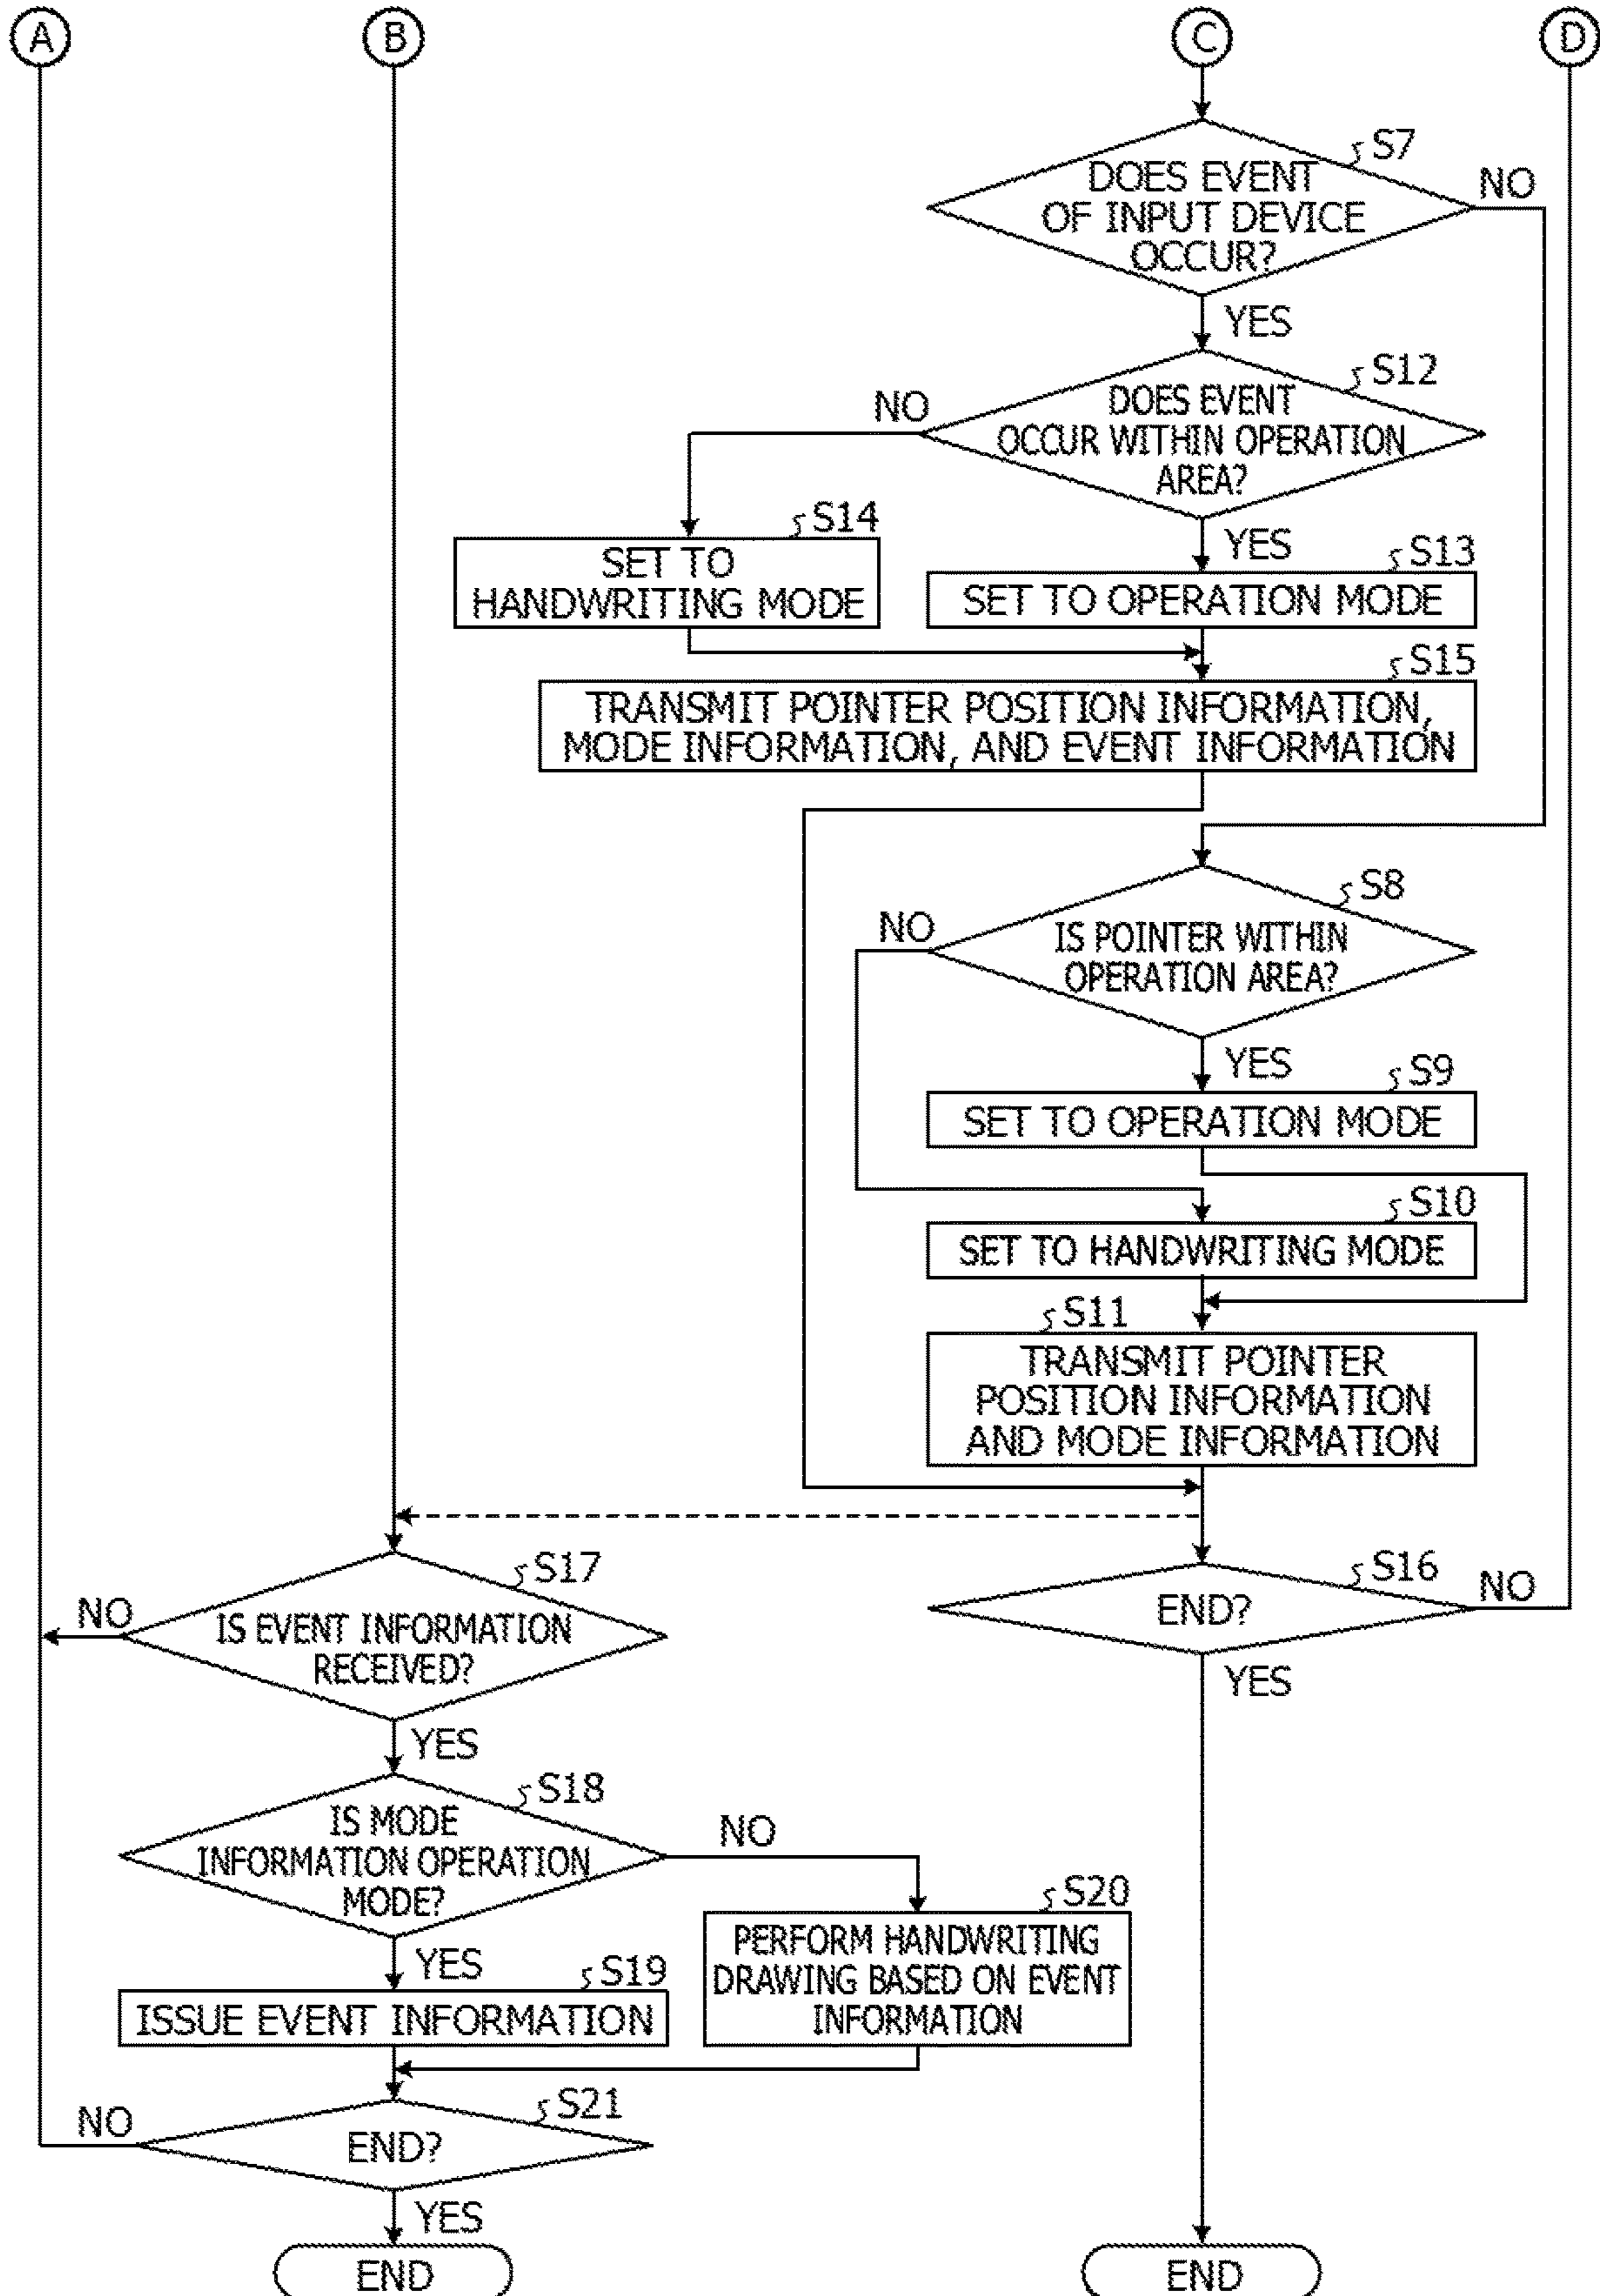 A
B
C
D
S7
DOES EVENT
OF INPUT DEVICE
OCCUR?
NO
YES
S12
DOES EVENT
OCCUR WITHIN OPERATION
AREA?
NO
YES
S14
SET TO
HANDWRITING MODE
S13
SET TO OPERATION MODE
S15
TRANSMIT POINTER POSITION INFORMATION,
MODE INFORMATION, AND EVENT INFORMATION
S8
IS POINTER WITHIN
OPERATION AREA?
NO
YES
S9
SET TO OPERATION MODE
S10
SET TO HANDWRITING MODE
S11
TRANSMIT POINTER
POSITION INFORMATION
AND MODE INFORMATION
S16
END?
NO
YES
S17
IS EVENT INFORMATION
RECEIVED?
NO
YES
S18
IS MODE
INFORMATION OPERATION
MODE?
NO
YES
S19
ISSUE EVENT INFORMATION
S20
PERFORM HANDWRITING
DRAWING BASED ON EVENT
INFORMATION
S21
END?
NO
YES
END
END